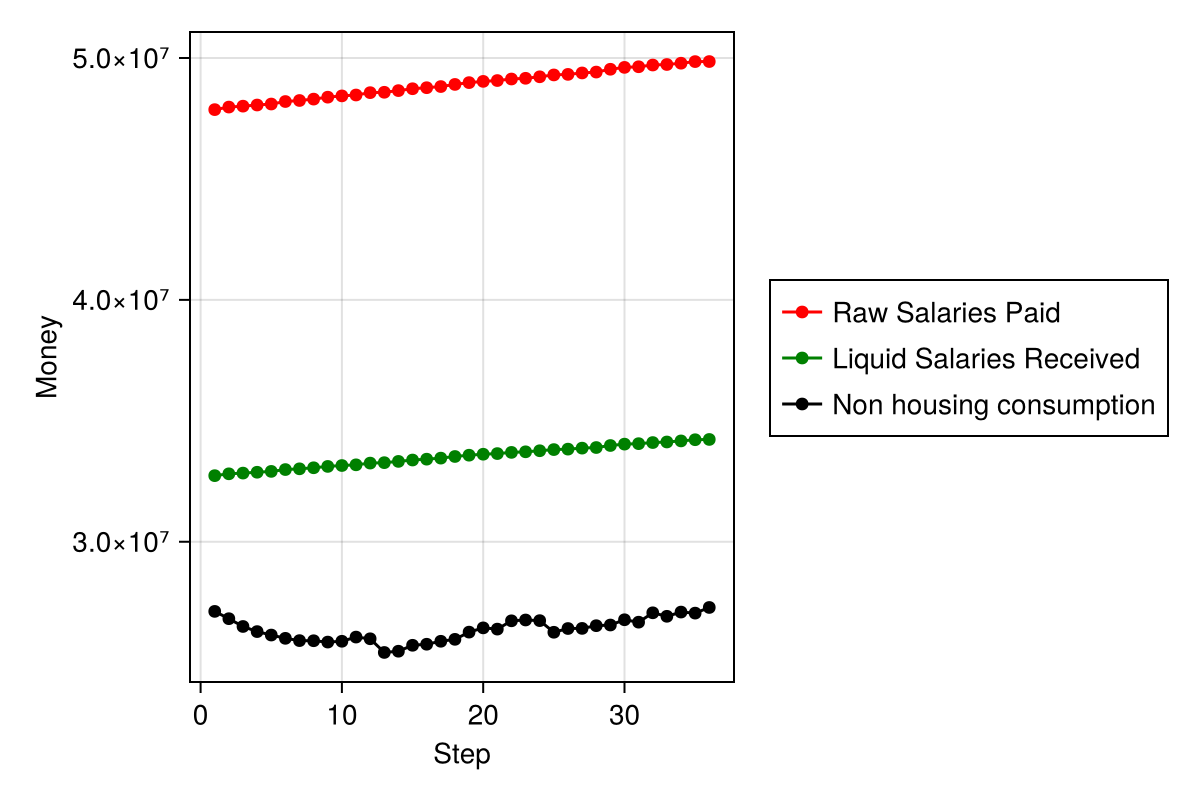 5.0×10⁷
4.0×10⁷
3.0×10⁷
Money
0 10 20 30
Step
Raw Salaries Paid
Liquid Salaries Received
Non housing consumption